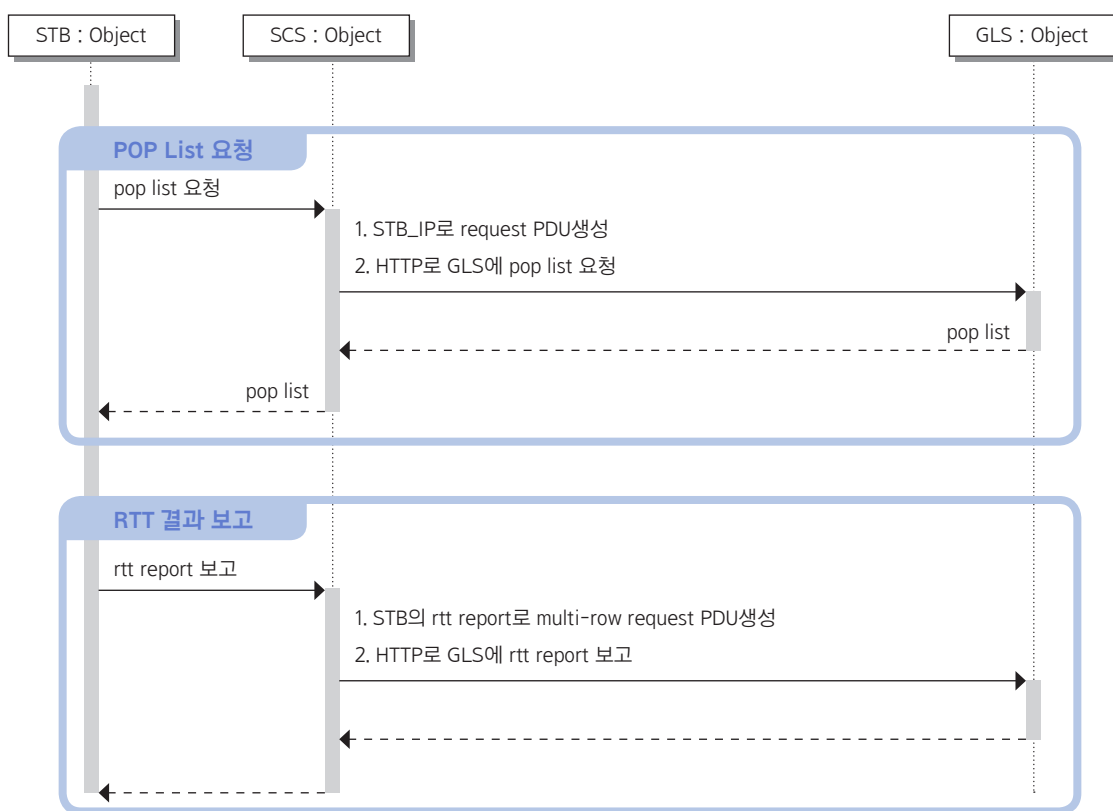 STB : Object
SCS : Object
GLS : Object
POP List 요청
pop list 요청
1. STB_IP로 request PDU생성
2. HTTP로 GLS에 pop list 요청
pop list
pop list
RTT 결과 보고
rtt report 보고
1. STB의 rtt report로 multi-row request PDU생성
2. HTTP로 GLS에 rtt report 보고